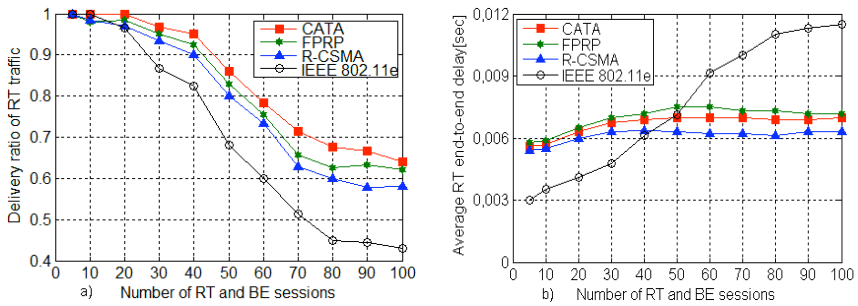 Delivery ratio of RT traffic
1
0.9
0.8
0.7
0.6
0.5
0.4
0
10
20
30
40
50
60
70
80
90
100
CATA
FPRP
R-CSMA
IEEE 802.11e
a)
Number of RT and BE sessions
Average RT end-to-end delay[sec]
0,012
0,009
0,006
0,003
0
0
10
20
30
40
50
60
70
80
90
100
CATA
FPRP
R-CSMA
IEEE 802.11e
b)
Number of RT and BE sessions